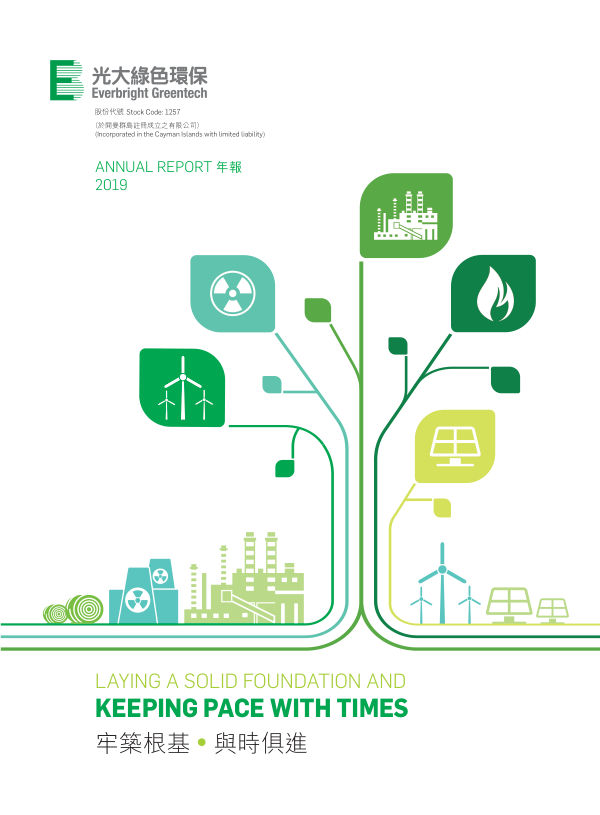 光大綠色環保
Everbright Greentech
股份代號 Stock Code: 1257
(於開曼群島註冊成立之有限公司)
(Incorporated in the Cayman Islands with limited liability)
ANNUAL REPORT 年報
2019
LAYING A SOLID FOUNDATION AND
KEEPING PACE WITH TIMES
牢築根基•與時俱進